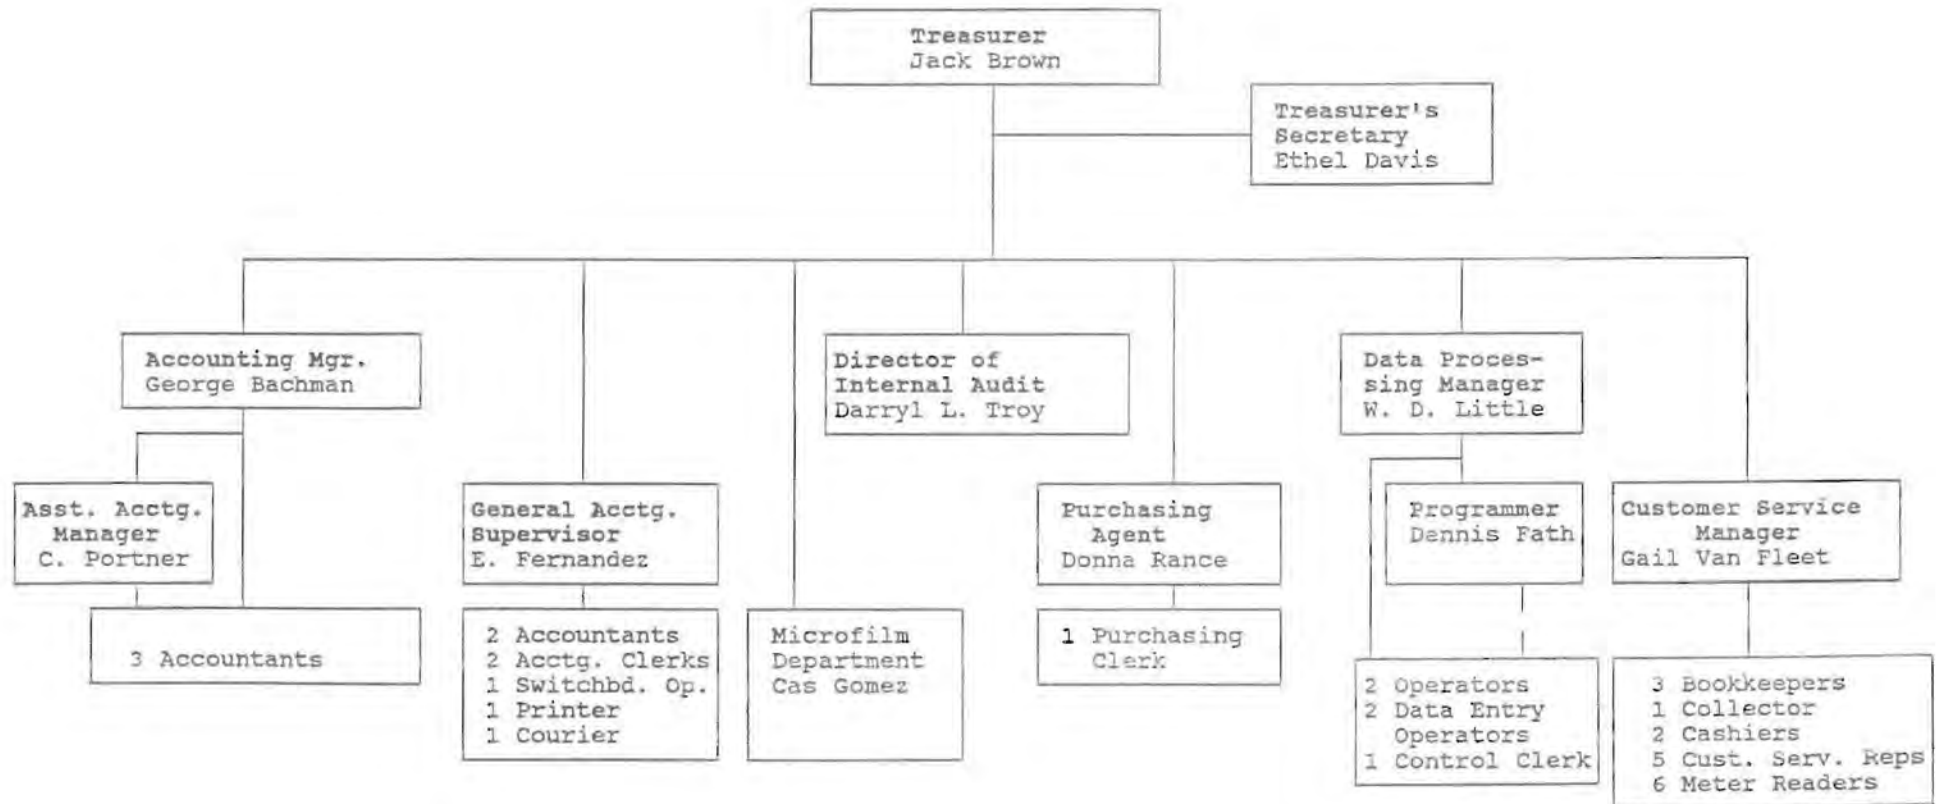 Treasurer
Jack Brown
Treasurer's
Secretary
Ethel Davis
Accounting Mgr.
George Bachman
Director of
Internal Audit
Darryl L. Troy
Data Proces-
sing Manager
W. D. Little
Asst. Acctg.
Manager
C. Portner
General Acctg.
Supervisor
E. Fernandez
Purchasing
Agent
Donna Rance
Programmer
Dennis Fath
Customer Service
Manager
Gail Van Fleet
3 Accountants
2 Accountants
2 Acctg. Clerks
1 Switchbd. Op.
1 Printer
1 Courier
Microfilm
Department
Cas Gomez
1 Purchasing
Clerk
2 Operators
2 Data Entry
Operators
1 Control Clerk
3 Bookkeepers
1 Collector
2 Cashiers
5 Cust. Serv. Reps
6 Meter Readers